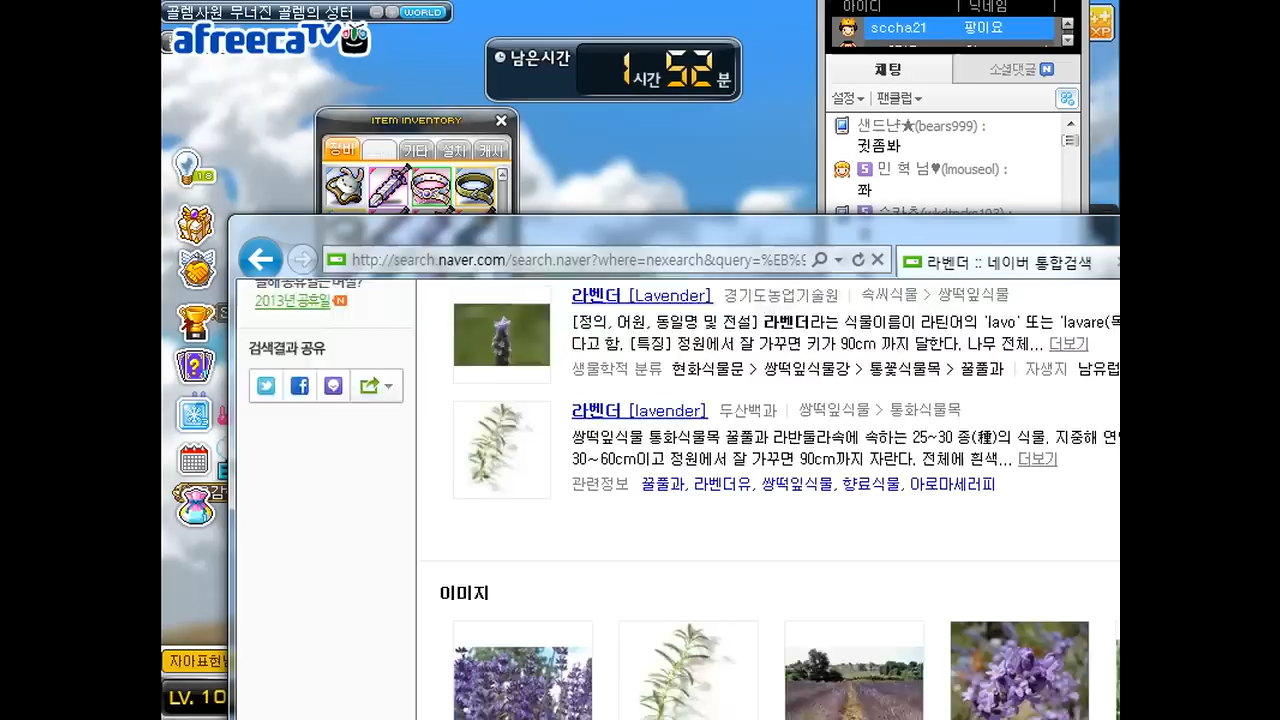 골렘사원 무너진 골렘의 성터
WORLD
afreecaTV
남은시간
1 시간 52 분
아이디 닉네임
sccha21 팡이요
XP
채팅
소셜댓글 N
설정 팬클럽
샌드냔★(bears999) :
귓좀봐
민 혁 넘♥(lmouseol) :
꽈
ITEM INVENTORY
장비 기타 설치 캐시
18
http://search.naver.com/search.naver?where=nexearch&query=%EB%9
라벤더 :: 네이버 통합검색
2013년 공휴일 N
검색결과 공유
라벤더 [Lavender] 경기도농업기술원 속씨식물 > 쌍떡잎식물
[정의, 어원, 동일명 및 전설] 라벤더라는 식물이름이 라틴어의 'lavo' 또는 'lavare(목
다고 함. [특징] 정원에서 잘 가꾸면 키가 90cm 까지 달한다. 나무 전체... 더보기
생물학적 분류 현화식물문 > 쌍떡잎식물강 > 통꽃식물목 > 꿀풀과 자생지 남유럽
라벤더 [lavender] 두산백과 쌍떡잎식물 > 통화식물목
쌍떡잎식물 통화식물목 꿀풀과 라반둘라속에 속하는 25~30 종(種)의 식물. 지중해 연
30~60cm이고 정원에서 잘 가꾸면 90cm까지 자란다. 전체에 흰색... 더보기
관련정보 꿀풀과, 라벤더유, 쌍떡잎식물, 향료식물, 아로마세러피
이미지
자아표현
LV. 10